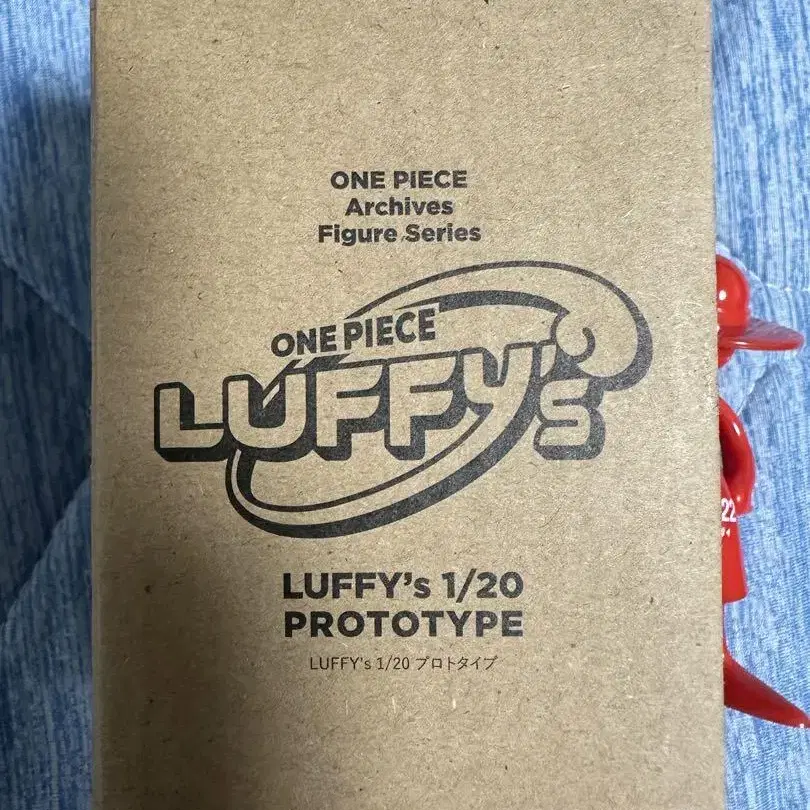 ONE PIECE
Archives
Figure Series
ONE PIECE
LUFFY's
LUFFY's 1/20
PROTOTYPE
LUFFY's 1/20 プロトタイプ
22